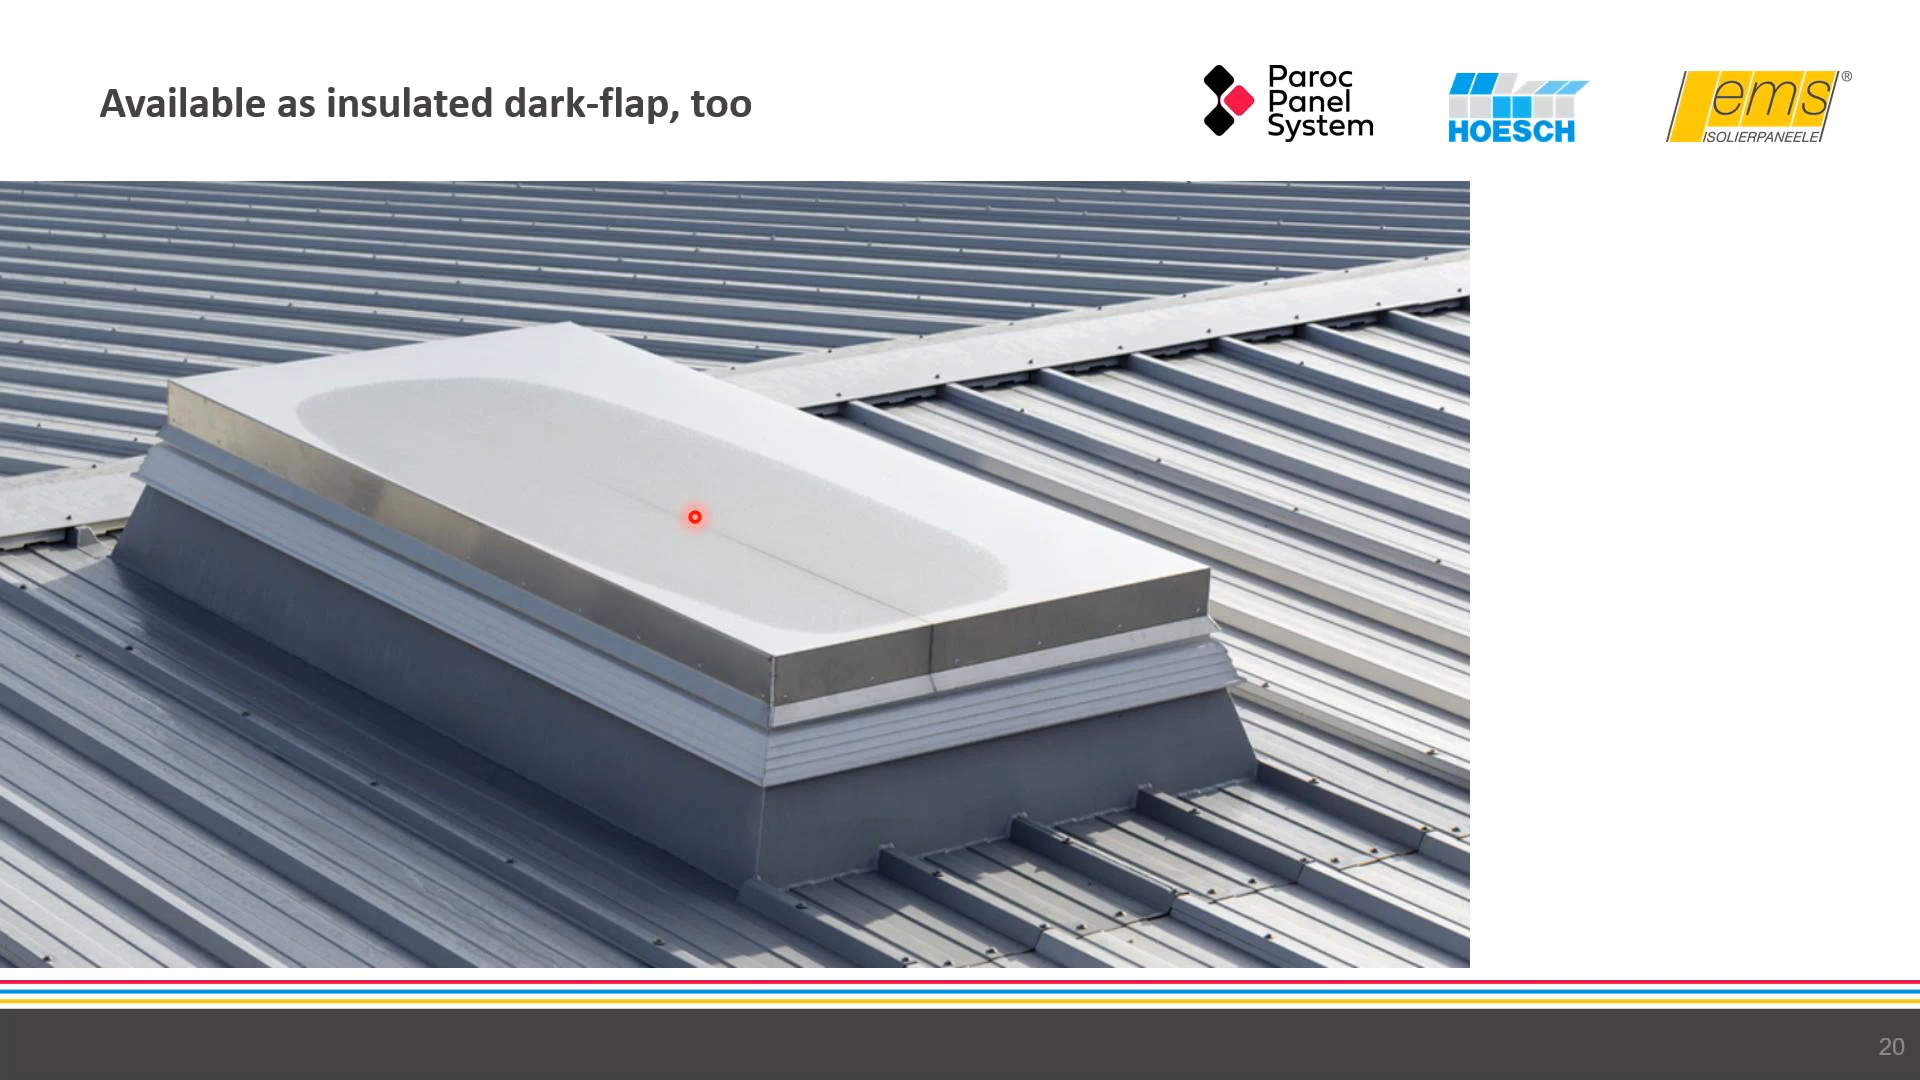 Available as insulated dark-flap, too
Paroc
Panel
System
HOESCH
ems®
ISOLIERPANEELE
20